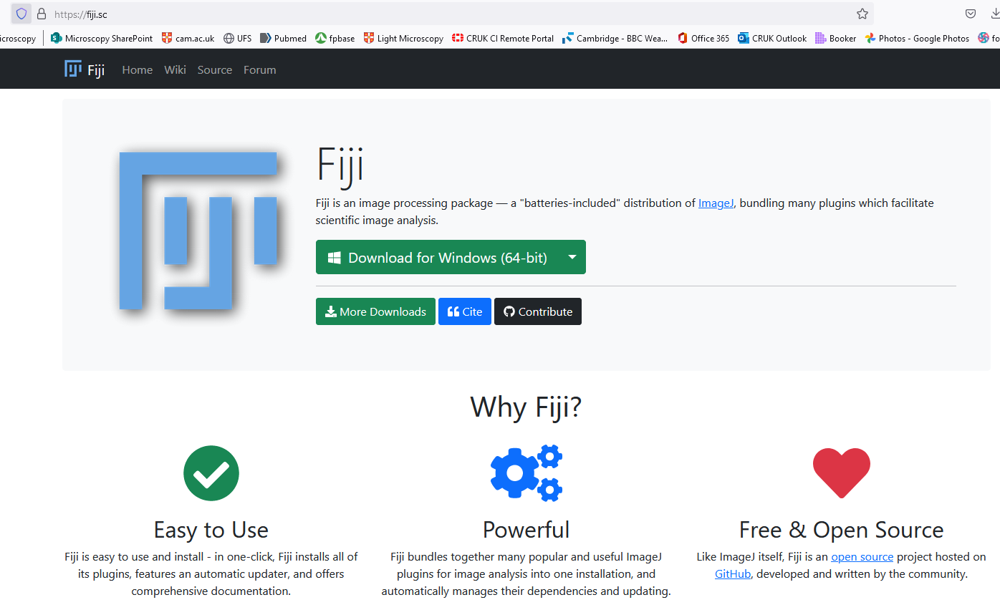 https://fiji.sc
icroscopy Microscopy SharePoint cam.ac.uk UFS Pubmed fpbase Light Microscopy CRUK CI Remote Portal Cambridge - BBC Wea... Office 365 CRUK Outlook Booker Photos - Google Photos fo
Fiji Home Wiki Source Forum
Fiji
Fiji is an image processing package — a "batteries-included" distribution of ImageJ, bundling many plugins which facilitate
scientific image analysis.
Download for Windows (64-bit)
More Downloads Cite Contribute
Why Fiji?
Easy to Use
Fiji is easy to use and install - in one-click, Fiji installs all of
its plugins, features an automatic updater, and offers
comprehensive documentation.
Powerful
Fiji bundles together many popular and useful ImageJ
plugins for image analysis into one installation, and
automatically manages their dependencies and updating.
Free & Open Source
Like ImageJ itself, Fiji is an open source project hosted on
GitHub, developed and written by the community.